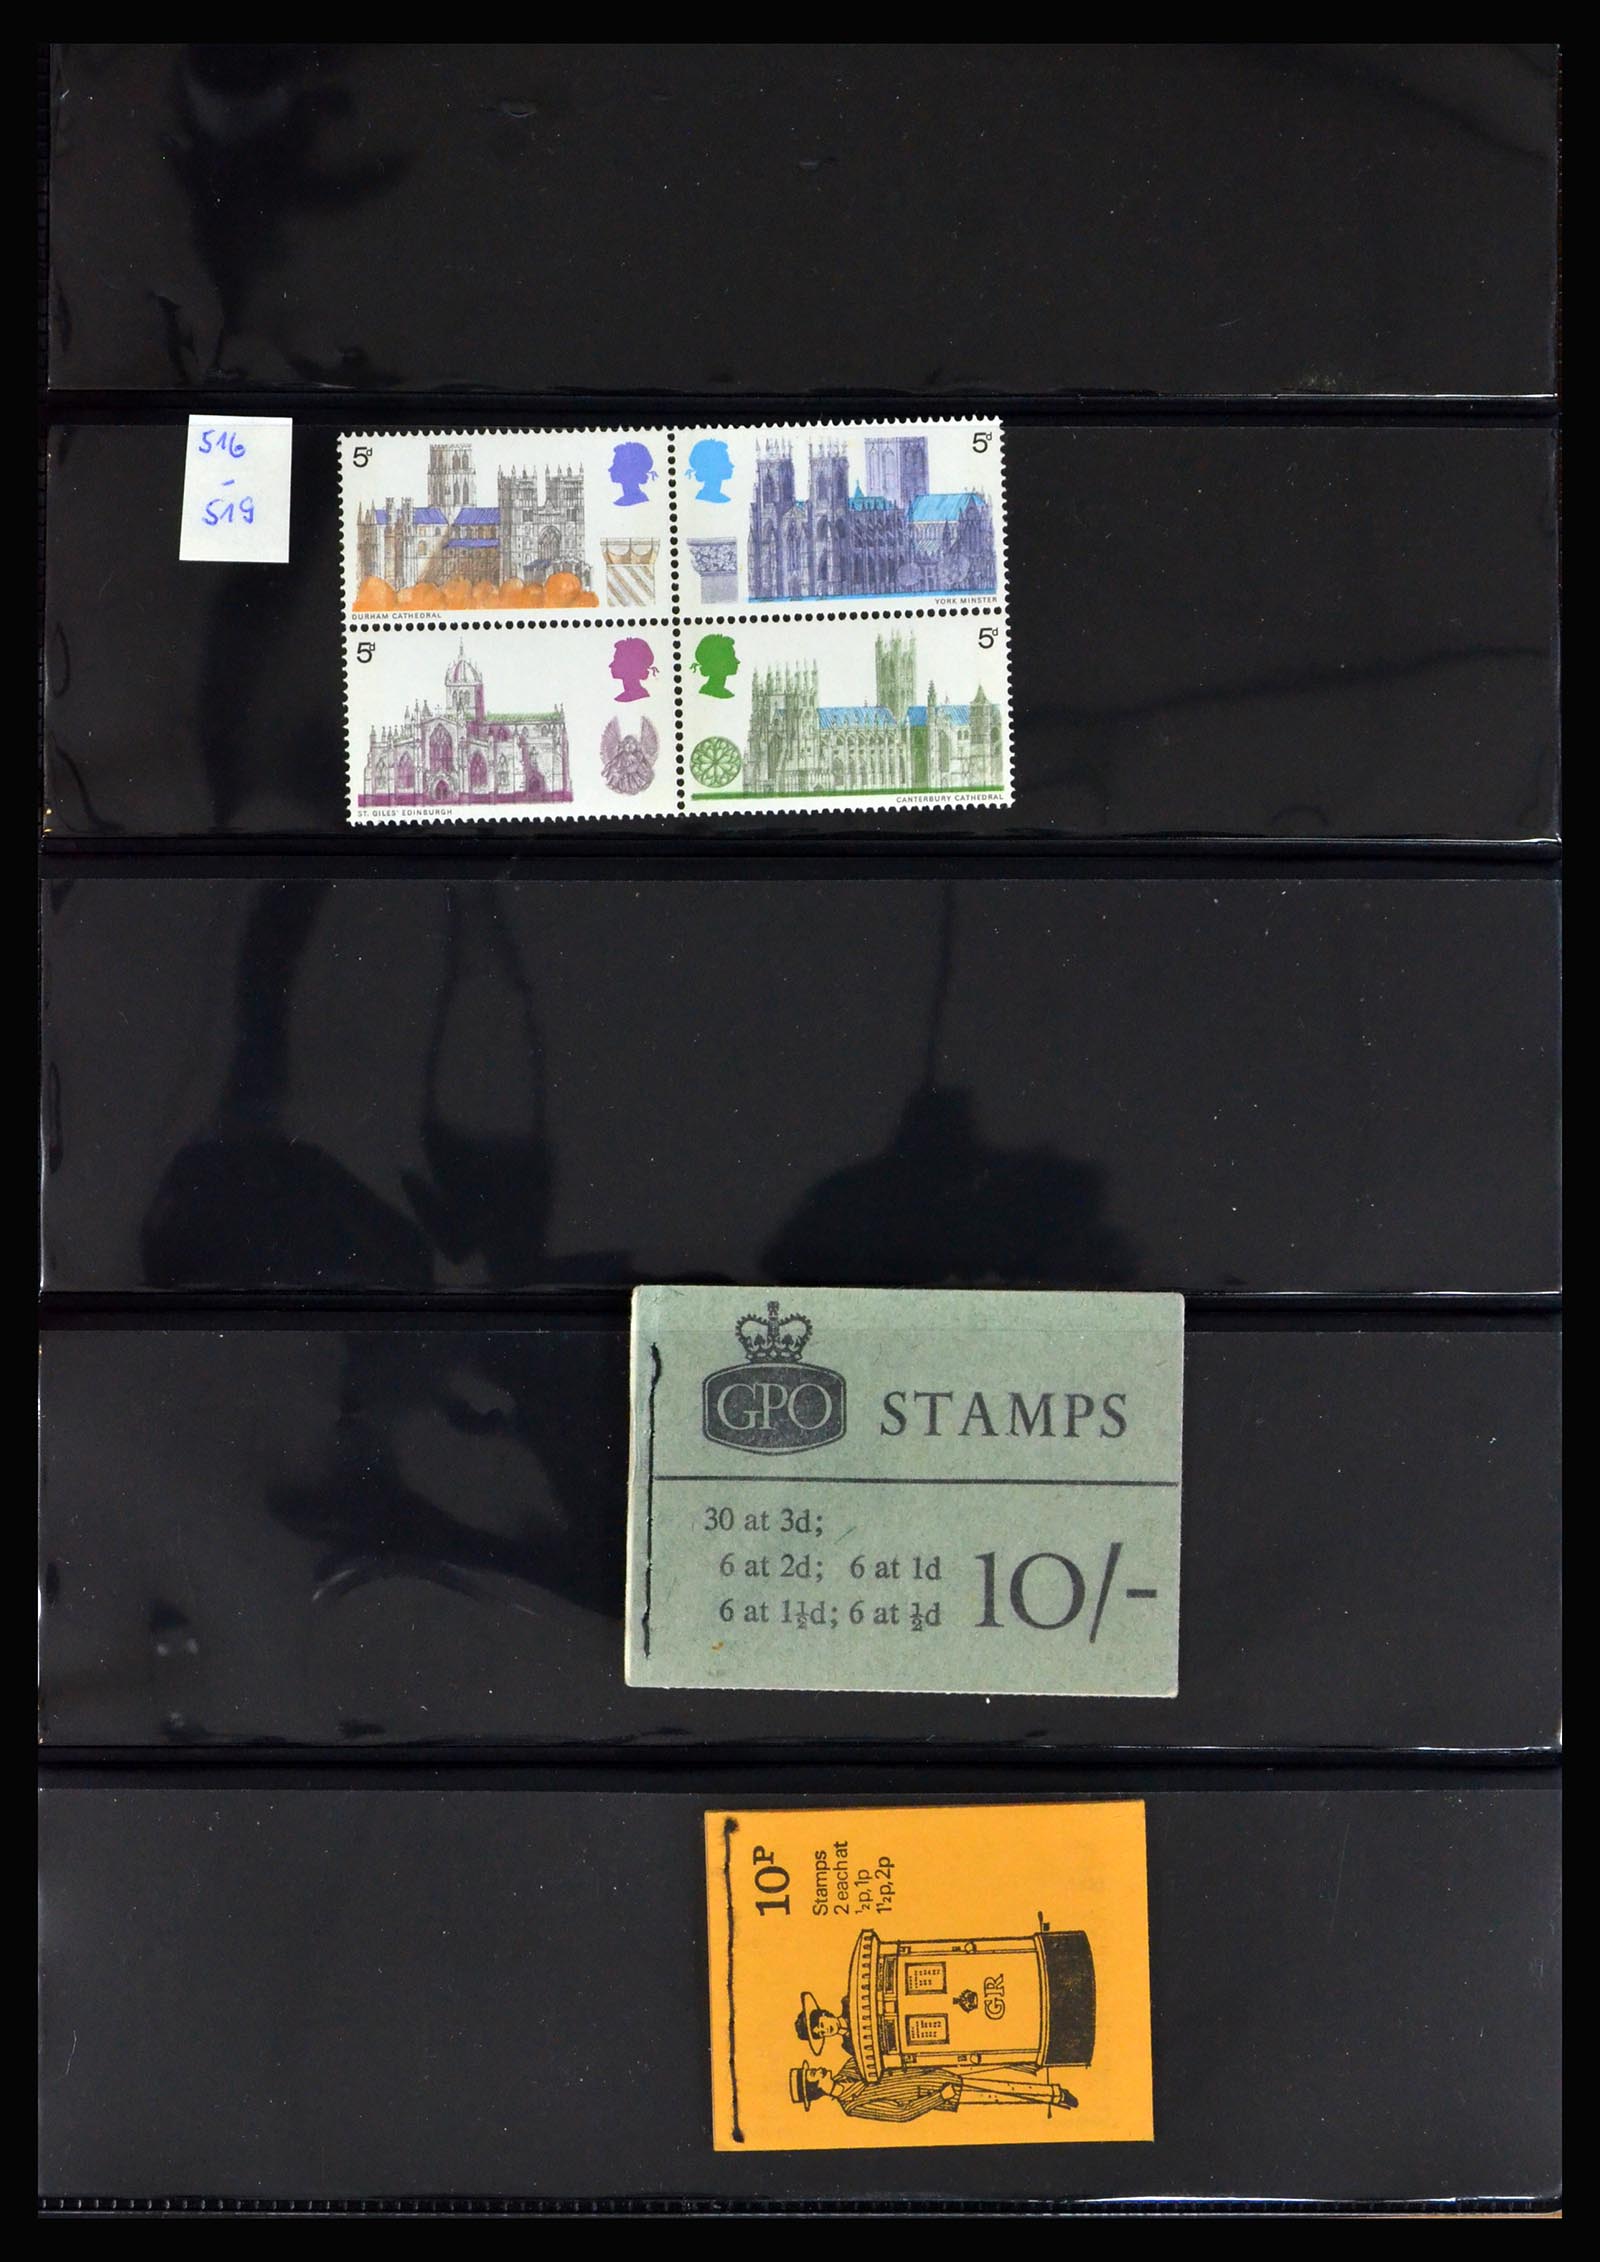 516
-
519
5d
5d
DURHAM CATHEDRAL
YORK MINSTER
5d
5d
ST. GILES' EDINBURGH
CANTERBURY CATHEDRAL
GPO STAMPS
30 at 3d;
6 at 2d; 6 at 1d
6 at 1½d; 6 at ½d
10/-
10P
Stamps
2 each at
½p, 1p
1½p, 2p
GR